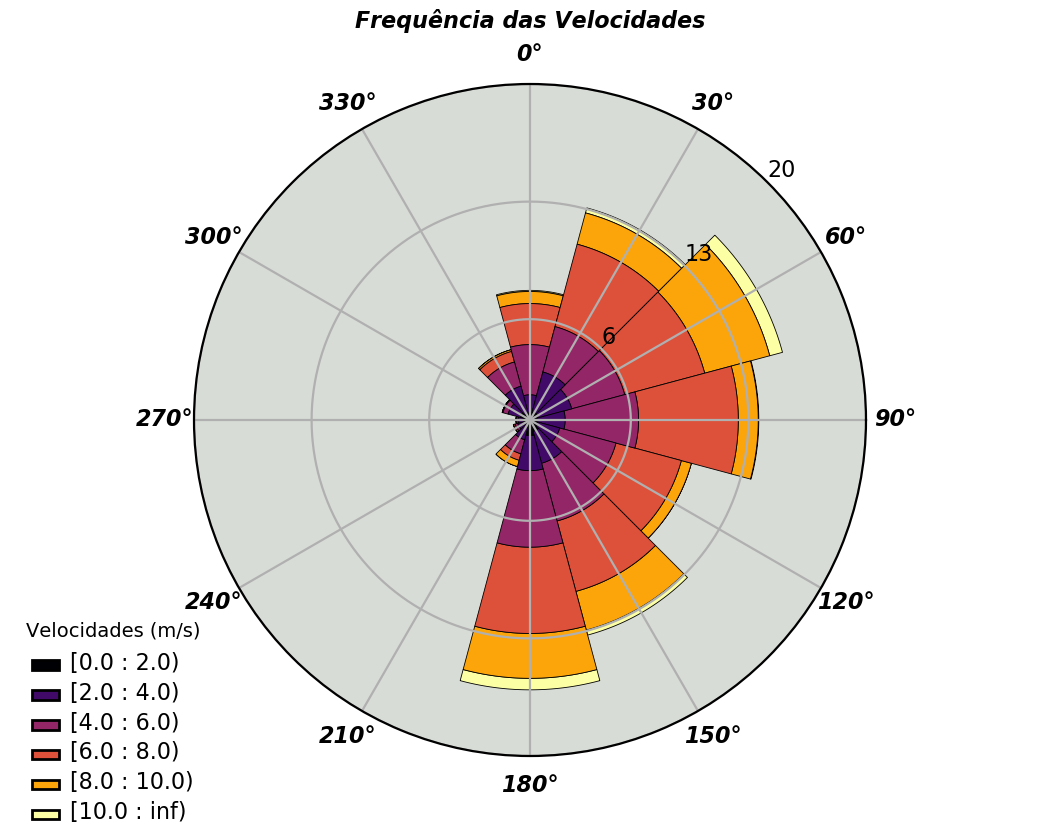 Frequência das Velocidades
0°
330°
30°
20
300°
60°
13
6
270°
90°
240°
120°
210°
150°
180°
Velocidades (m/s)
[0.0 : 2.0)
[2.0 : 4.0)
[4.0 : 6.0)
[6.0 : 8.0)
[8.0 : 10.0)
[10.0 : inf)